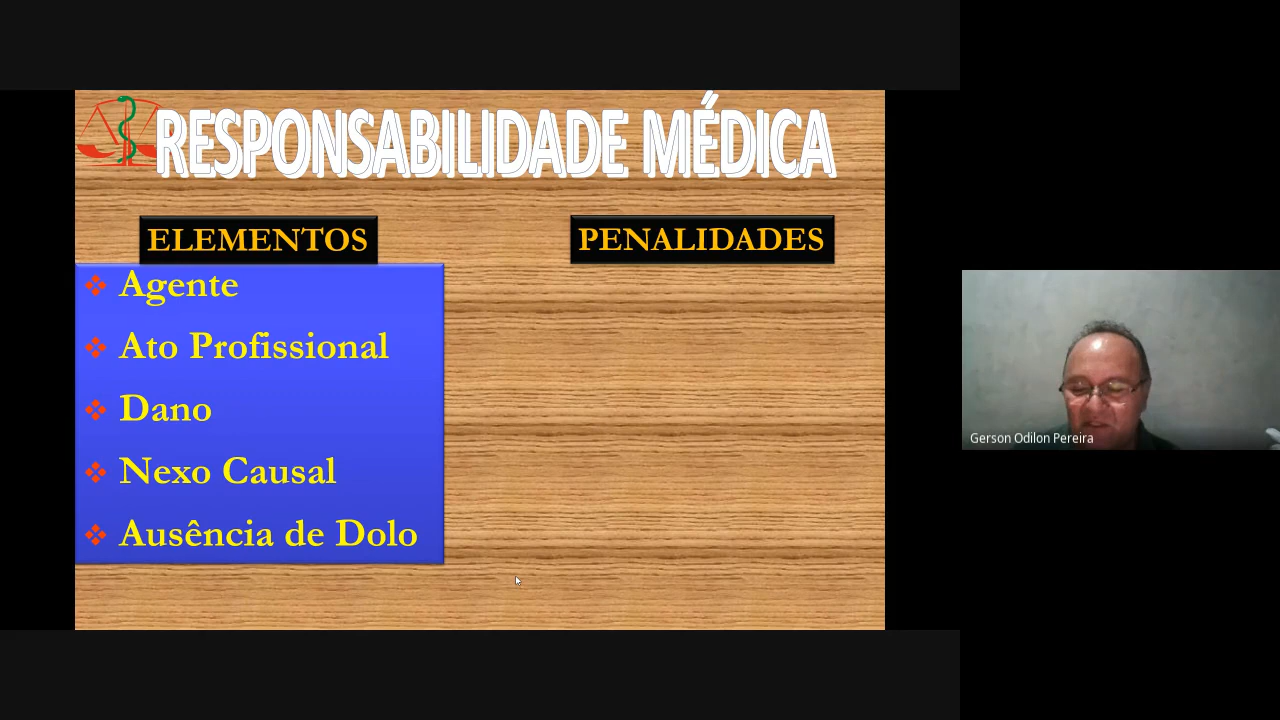 RESPONSABILIDADE MÉDICA
ELEMENTOS
PENALIDADES
Agente
Ato Profissional
Dano
Nexo Causal
Ausência de Dolo
Gerson Odilon Pereira